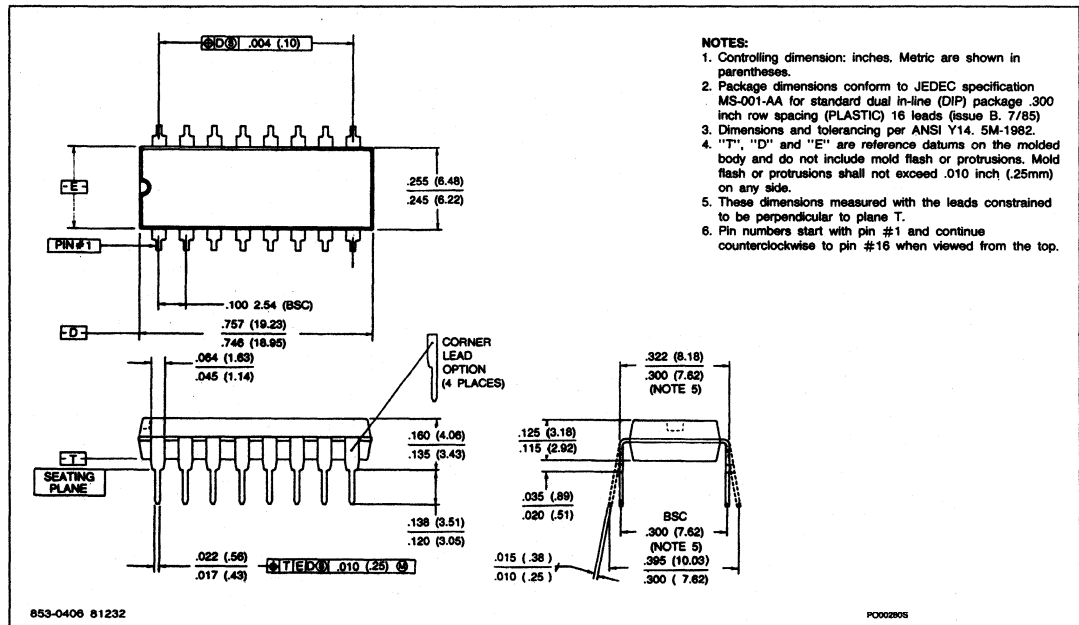 ⌖DⓈ .004 (.10)
NOTES:
1. Controlling dimension: inches. Metric are shown in
parentheses.
2. Package dimensions conform to JEDEC specification
MS-001-AA for standard dual in-line (DIP) package .300
inch row spacing (PLASTIC) 16 leads (issue B. 7/85)
3. Dimensions and tolerancing per ANSI Y14. 5M-1982.
4. "T", "D" and "E" are reference datums on the molded
body and do not include mold flash or protrusions. Mold
flash or protrusions shall not exceed .010 inch (.25mm)
on any side.
5. These dimensions measured with the leads constrained
to be perpendicular to plane T.
6. Pin numbers start with pin #1 and continue
counterclockwise to pin #16 when viewed from the top.
-E-
.255 (6.48)
.245 (6.22)
PIN#1
.100 2.54 (BSC)
-D-
.757 (19.23)
.746 (18.95)
.064 (1.63)
.045 (1.14)
CORNER
LEAD
OPTION
(4 PLACES)
.322 (8.18)
.300 (7.62)
(NOTE 5)
.160 (4.06)
.135 (3.43)
.125 (3.18)
.115 (2.92)
-T-
SEATING
PLANE
.138 (3.51)
.120 (3.05)
.035 (.89)
.020 (.51)
BSC
.300 (7.62)
(NOTE 5)
.395 (10.03)
.300 ( 7.62)
.022 (.56)
.017 (.43)
⌖TEDⓈ .010 (.25) Ⓜ
.015 ( .38 )
.010 ( .25 )
853-0406 81232
PO00280S